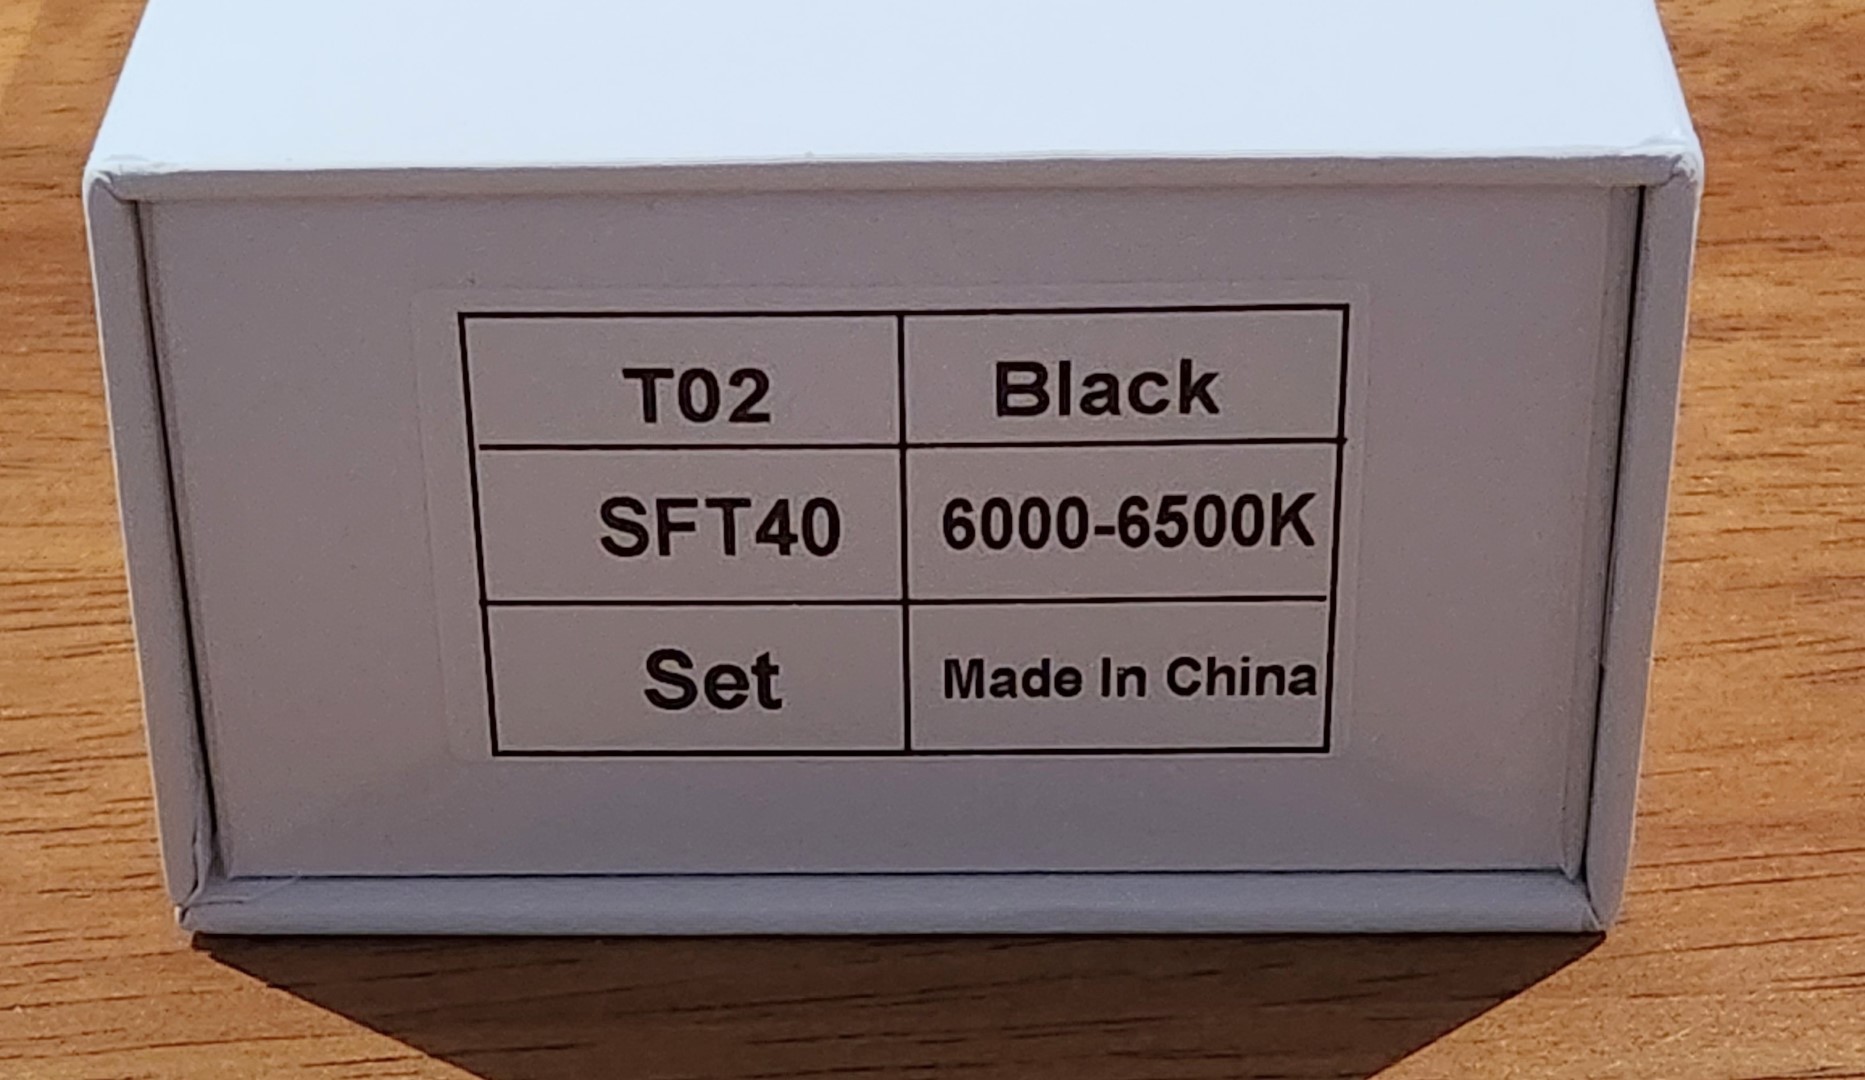 T02 Black
SFT40 6000-6500K
Set Made In China